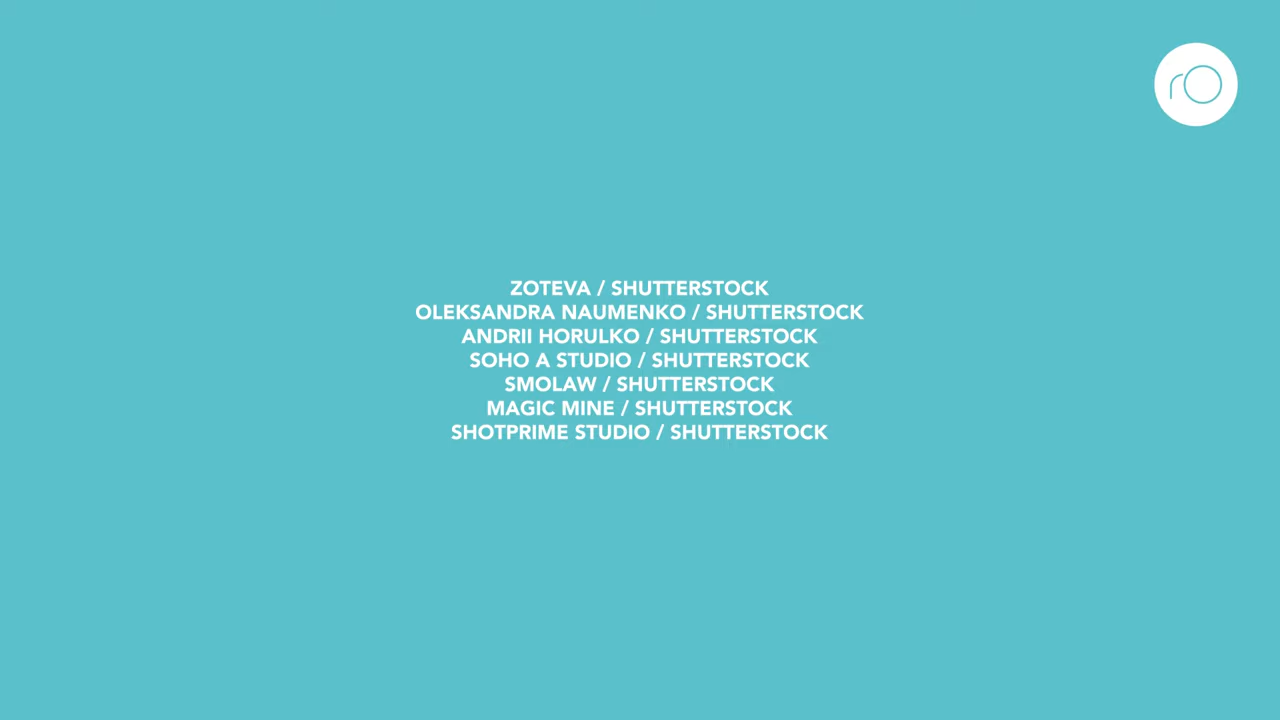 rO
ZOTEVA / SHUTTERSTOCK
OLEKSANDRA NAUMENKO / SHUTTERSTOCK
ANDRII HORULKO / SHUTTERSTOCK
SOHO A STUDIO / SHUTTERSTOCK
SMOLAW / SHUTTERSTOCK
MAGIC MINE / SHUTTERSTOCK
SHOTPRIME STUDIO / SHUTTERSTOCK